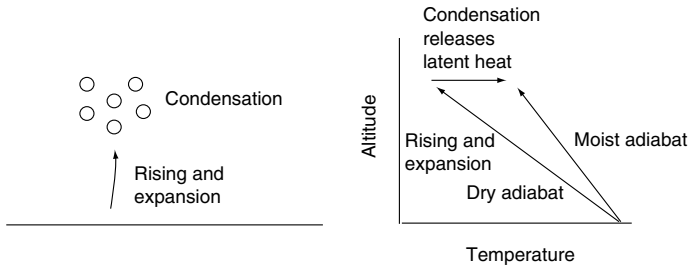 Condensation
Rising and
expansion
Condensation
releases
latent heat
Altitude
Rising and
expansion
Moist adiabat
Dry adiabat
Temperature